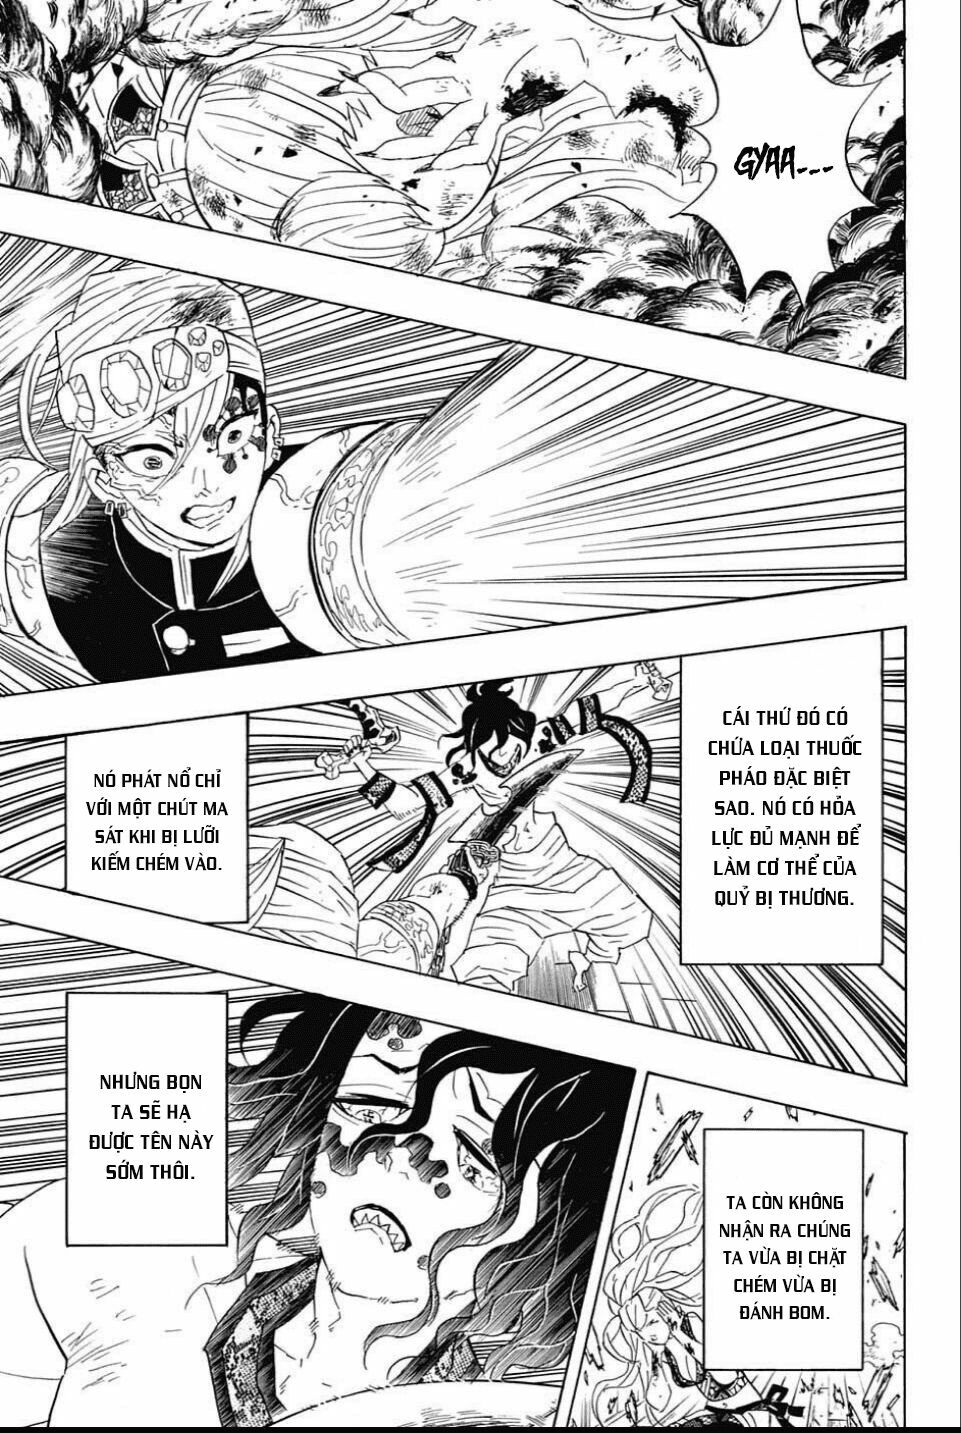 GYAA---
CÁI THỨ ĐÓ CÓ
CHỨA LOẠI THUỐC
PHÁO ĐẶC BIỆT
SAO. NÓ CÓ HỎA
LỰC ĐỦ MẠNH ĐỂ
LÀM CƠ THỂ CỦA
QUỶ BỊ THƯƠNG.
NÓ PHÁT NỔ CHỈ
VỚI MỘT CHÚT MA
SÁT KHI BỊ LƯỠI
KIẾM CHÉM VÀO.
TA CÒN KHÔNG
NHẬN RA CHÚNG
TA VỪA BỊ CHẶT
CHÉM VỪA BỊ
ĐÁNH BOM.
NHƯNG BỌN
TA SẼ HẠ
ĐƯỢC TÊN NÀY
SỚM THÔI.